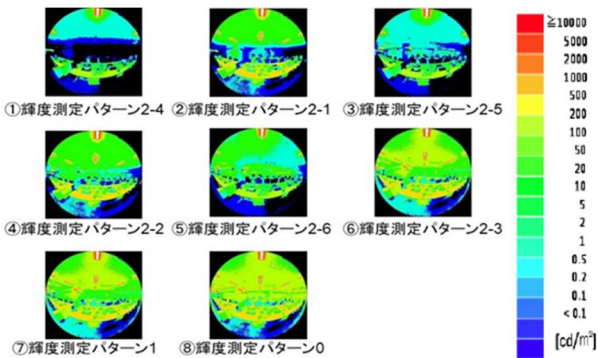 ①輝度測定パターン2-4
②輝度測定パターン2-1
③輝度測定パターン2-5
④輝度測定パターン2-2
⑤輝度測定パターン2-6
⑥輝度測定パターン2-3
⑦輝度測定パターン1
⑧輝度測定パターン0
≧10000
5000
2000
1000
500
200
100
50
20
10
5
2
1
0.5
0.2
0.1
<0.1
[cd/m²]